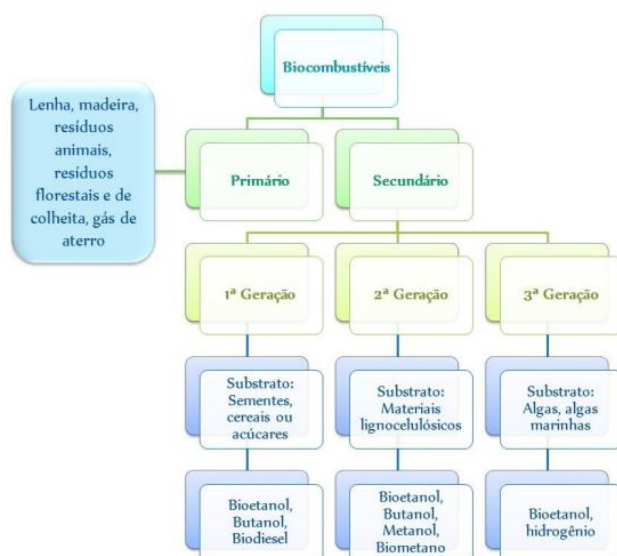 Biocombustíveis
Lenha, madeira,
resíduos
animais,
resíduos
florestais e de
colheita, gás de
aterro
Primário
Secundário
1ª Geração
2ª Geração
3ª Geração
Substrato:
Sementes,
cereais ou
açúcares
Substrato:
Materiais
lignocelulósicos
Substrato:
Algas, algas
marinhas
Bioetanol,
Butanol,
Biodiesel
Bioetanol,
Butanol,
Metanol,
Biometano
Bioetanol,
hidrogênio